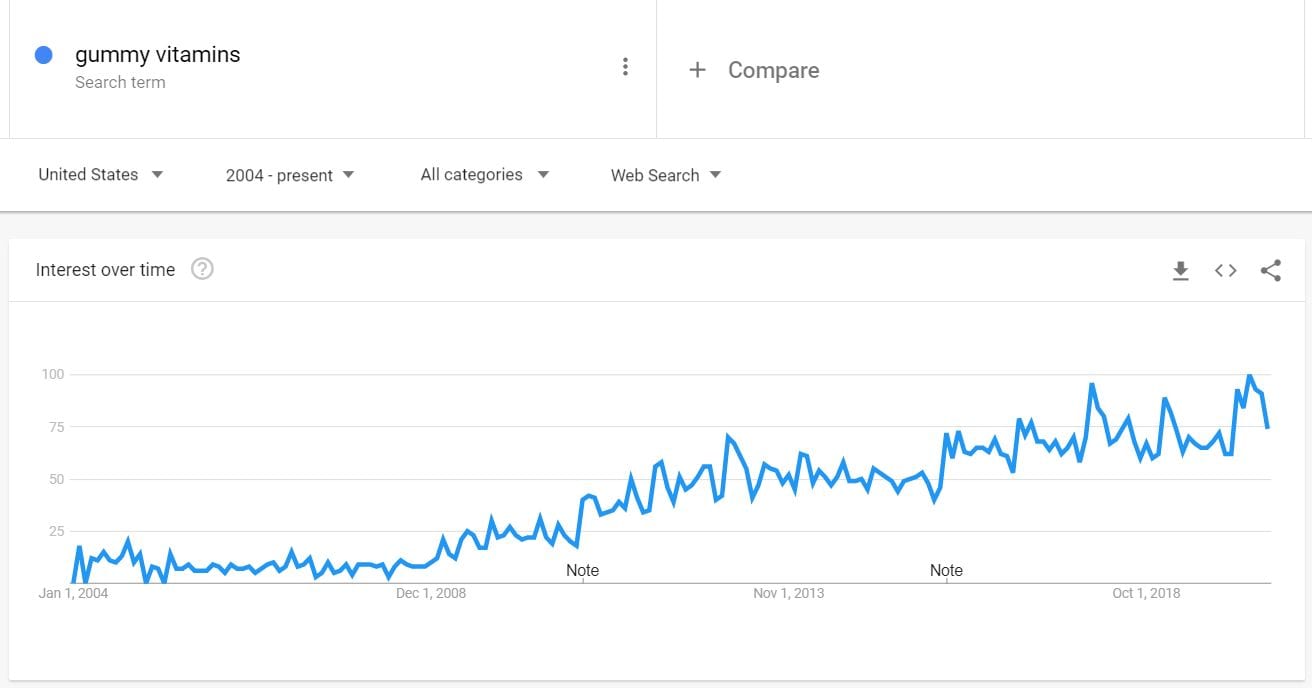 gummy vitamins
Search term
+ Compare
United States
2004 - present
All categories
Web Search
Interest over time ?
100
75
50
25
Note
Note
Jan 1, 2004
Dec 1, 2008
Nov 1, 2013
Oct 1, 2018